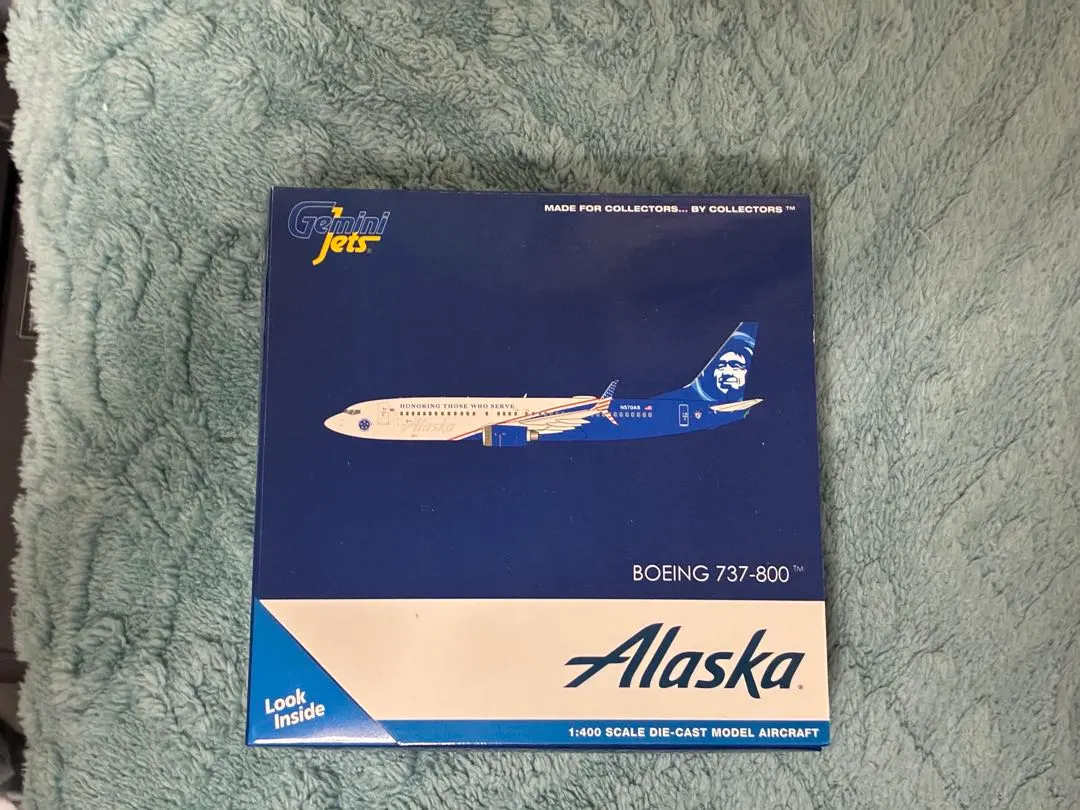 Gemini
Jets
MADE FOR COLLECTORS... BY COLLECTORS ™
HONORING THOSE WHO SERVE
Alaska
N570AS
BOEING 737-800™
Alaska®
Look
Inside
1:400 SCALE DIE-CAST MODEL AIRCRAFT